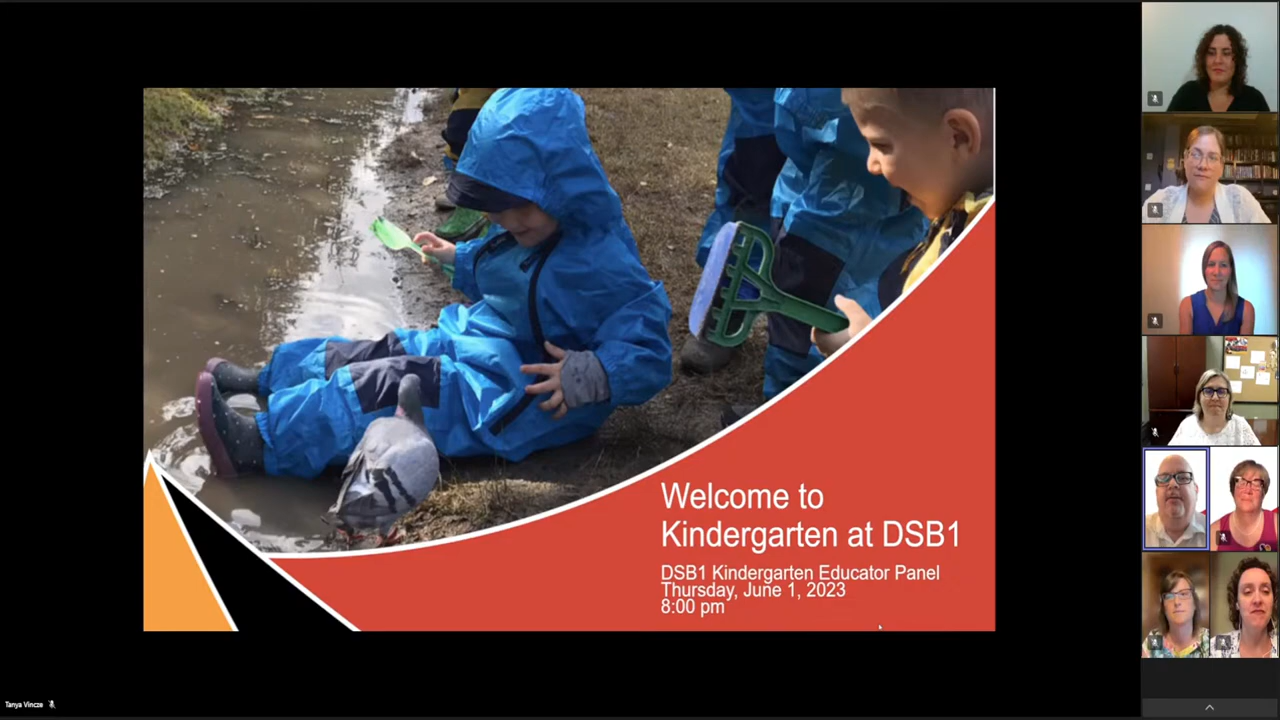 Welcome to
Kindergarten at DSB1
DSB1 Kindergarten Educator Panel
Thursday, June 1, 2023
8:00 pm
Tanya Vincze